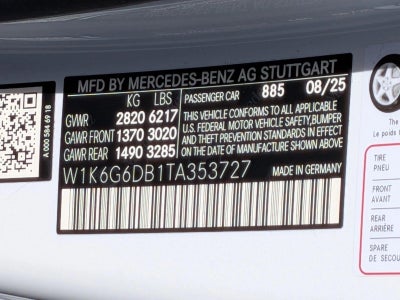 MFD BY MERCEDES-BENZ AG STUTTGART
KG LBS
PASSENGER CAR 885 08/25
GVWR 2820 6217
GAWR FRONT 1370 3020
GAWR REAR 1490 3285
THIS VEHICLE CONFORMS TO ALL APPLICABLE
U.S. FEDERAL MOTOR VEHICLE SAFETY, BUMPER
AND THEFT PREVENTION STANDARDS IN EFFECT
ON THE DATE OF MANUFACTURE SHOWN ABOVE
W1K6G6DB1TA353727
MADE IN GERMANY
A 000 584 69 18
The
Le poids t
TIRE
PNEU
FRONT
AVANT
REAR
ARRIÈRE
SPARE
DE SECOU